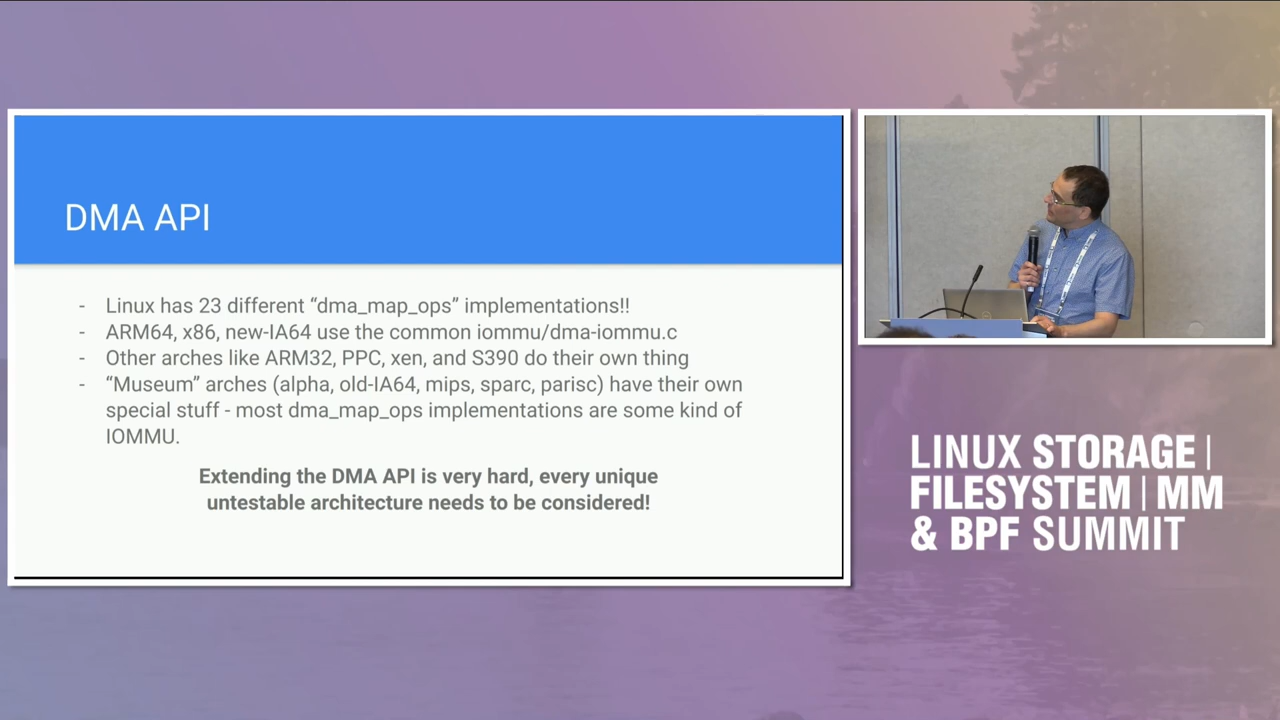 DMA API
- Linux has 23 different “dma_map_ops” implementations!!
- ARM64, x86, new-IA64 use the common iommu/dma-iommu.c
- Other arches like ARM32, PPC, xen, and S390 do their own thing
- “Museum” arches (alpha, old-IA64, mips, sparc, parisc) have their own
special stuff - most dma_map_ops implementations are some kind of
IOMMU.
Extending the DMA API is very hard, every unique
untestable architecture needs to be considered!
LINUX STORAGE |
FILESYSTEM | MM
& BPF SUMMIT